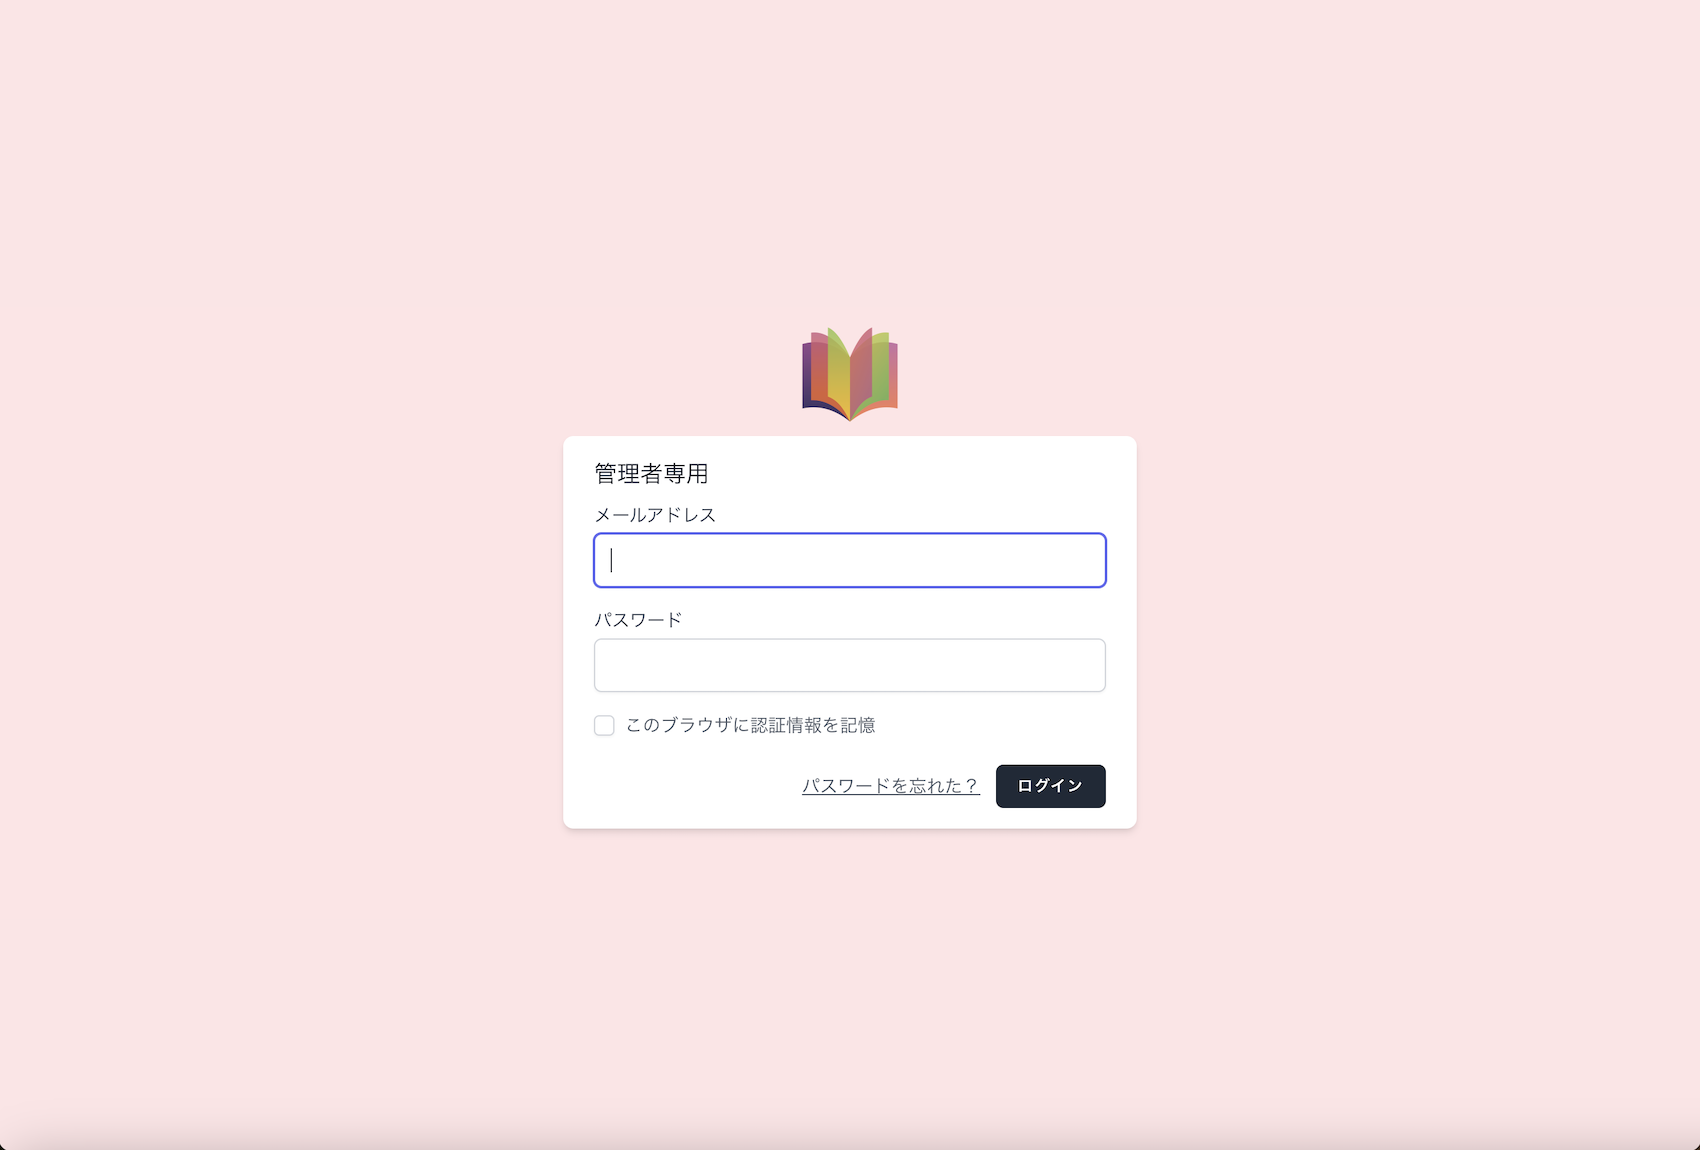 管理者専用
メールアドレス
パスワード
このブラウザに認証情報を記憶
パスワードを忘れた？
ログイン